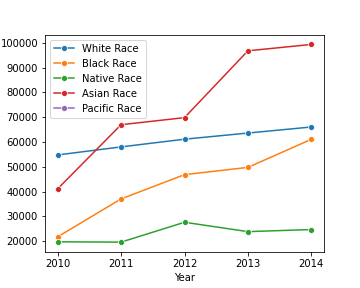 100000
90000
80000
70000
60000
50000
40000
30000
20000
White Race
Black Race
Native Race
Asian Race
Pacific Race
2010 2011 2012 2013 2014
Year